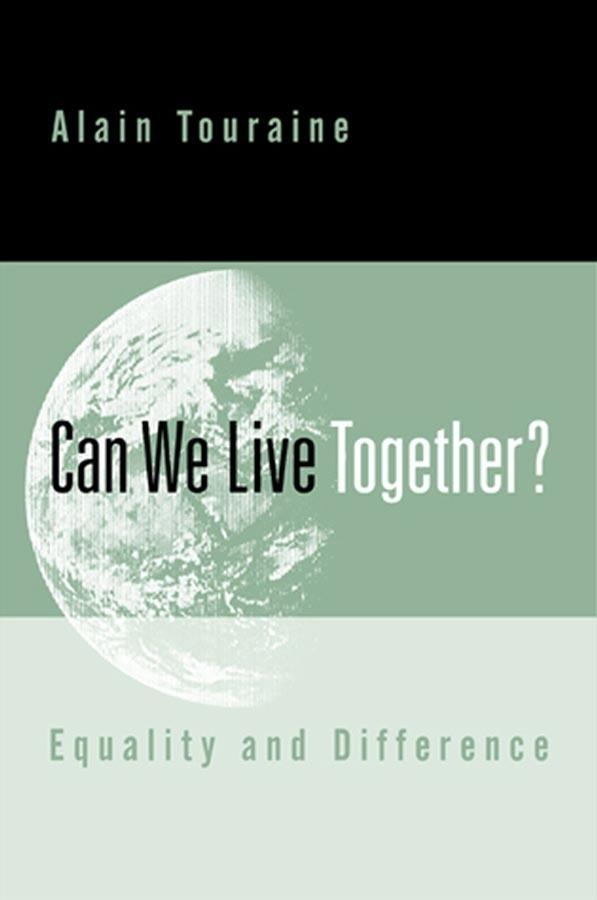 Alain Touraine
Can We Live Together?
Equality and Difference